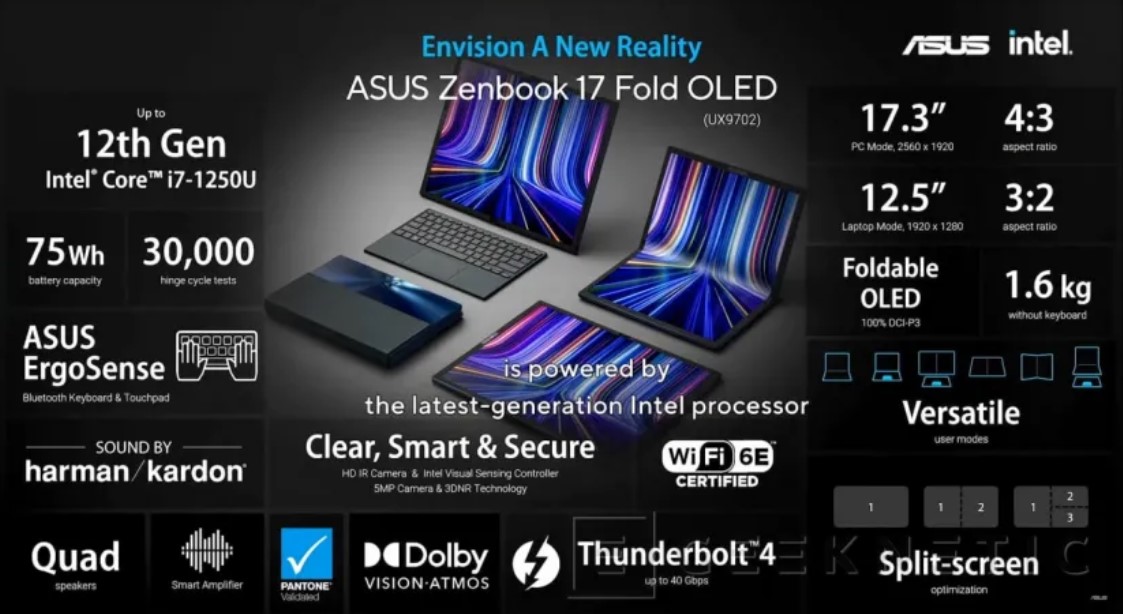 Envision A New Reality
ASUS Zenbook 17 Fold OLED
(UX9702)
ASUS intel.
Up to
12th Gen
Intel® Core™ i7-1250U
75Wh
battery capacity
30,000
hinge cycle tests
ASUS
ErgoSense
Bluetooth Keyboard & Touchpad
SOUND BY
harman/kardon®
17.3″
PC Mode, 2560 x 1920
4:3
aspect ratio
12.5″
Laptop Mode, 1920 x 1280
3:2
aspect ratio
Foldable
OLED
100% DCI-P3
1.6 kg
without keyboard
Versatile
user modes
is powered by
the latest-generation Intel processor
Clear, Smart & Secure
HD IR Camera & Intel Visual Sensing Controller
5MP Camera & 3DNR Technology
Wi Fi 6E™
CERTIFIED
Quad
speakers
Smart Amplifier
PANTONE®
Validated
Dolby
VISION·ATMOS
Thunderbolt™ 4
up to 40 Gbps
1
1 2
1 2 3
Split-screen
optimization
GEEKNETIC
ASUS